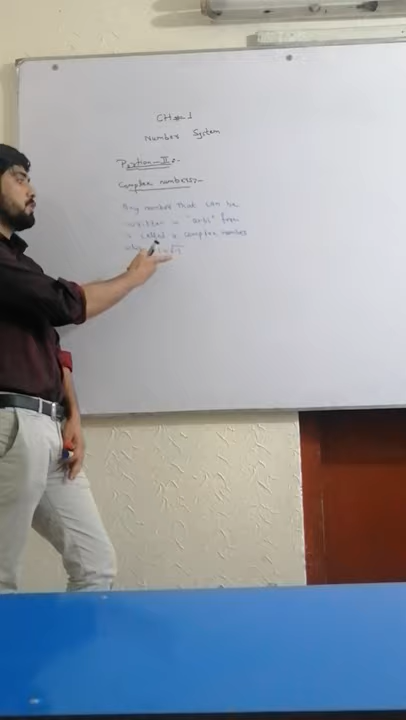 CH#1
Number System
Portion-II:-
Complex numbers:-
Any number that can be
written in "a+bi" form
is called a complex number
i=√-1